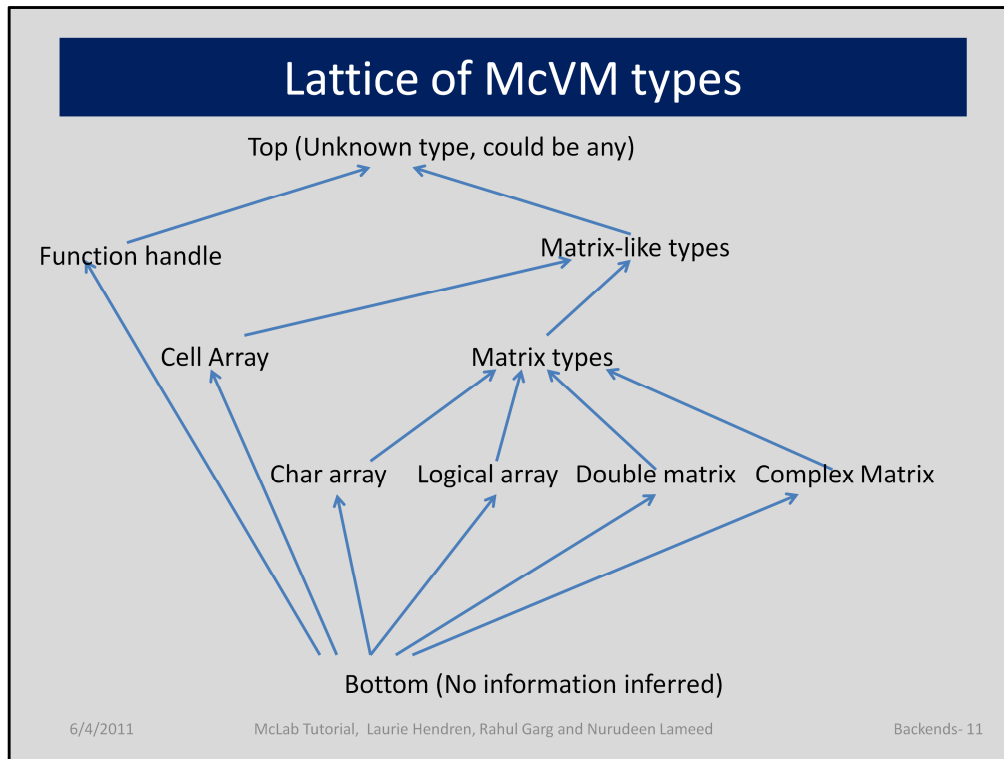 Lattice of McVM types
Top (Unknown type, could be any)
Function handle
Matrix-like types
Cell Array
Matrix types
Char array
Logical array
Double matrix
Complex Matrix
Bottom (No information inferred)
6/4/2011
McLab Tutorial, Laurie Hendren, Rahul Garg and Nurudeen Lameed
Backends- 11